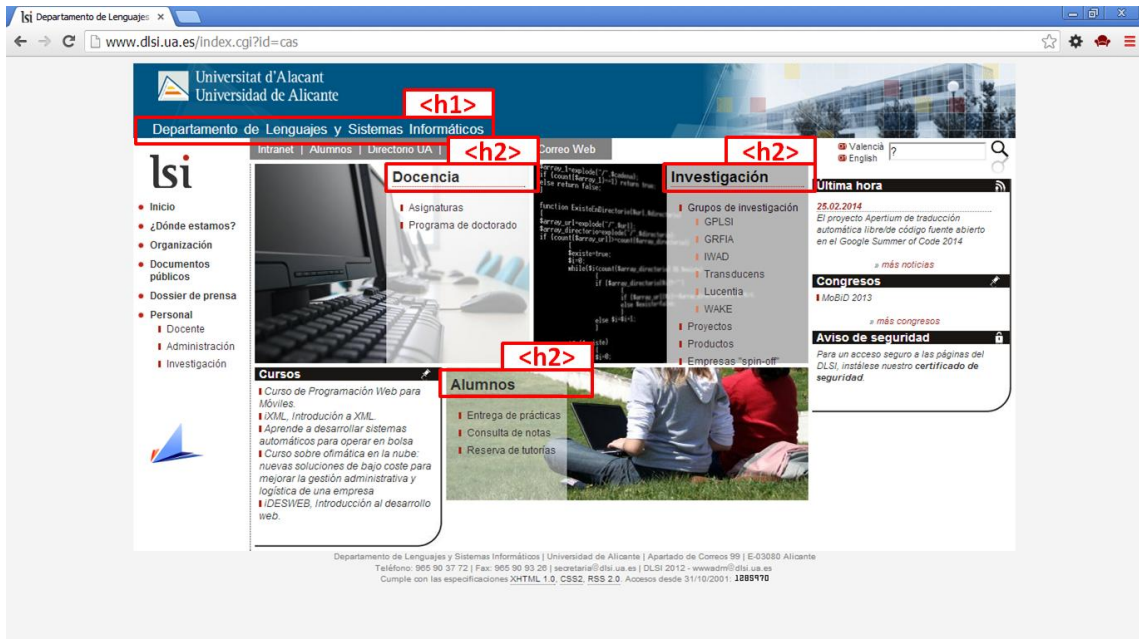 lsi Departamento de Lenguajes
www.dlsi.ua.es/index.cgi?id=cas
Universitat d'Alacant
Universidad de Alicante
<h1>
Departamento de Lenguajes y Sistemas Informáticos
Intranet | Alumnos | Directorio UA |
<h2>
Correo Web
<h2>
Valencià
English
?
lsi
Inicio
¿Dónde estamos?
Organización
Documentos
públicos
Dossier de prensa
Personal
Docente
Administración
Investigación
Docencia
Asignaturas
Programa de doctorado
function ExisteEnDirectorio
$existe=true;
$i=0;
Investigación
Grupos de investigación
GPLSI
GRFIA
IWAD
Transducens
Lucentia
WAKE
Proyectos
Productos
Empresas "spin-off"
Última hora
25.02.2014
El proyecto Apertium de traducción
automática libre/de código fuente abierto
en el Google Summer of Code 2014
» más noticias
Congresos
MoBiD 2013
» más congresos
Aviso de seguridad
Para un acceso seguro a las páginas del
DLSI, instálese nuestro certificado de
seguridad.
Cursos
Curso de Programación Web para
Móviles.
iXML, Introdución a XML.
Aprende a desarrollar sistemas
automáticos para operar en bolsa
Curso sobre ofimática en la nube:
nuevas soluciones de bajo coste para
mejorar la gestión administrativa y
logística de una empresa
iDESWEB, Introducción al desarrollo
web.
<h2>
Alumnos
Entrega de prácticas
Consulta de notas
Reserva de tutorías
Departamento de Lenguajes y Sistemas Informáticos | Universidad de Alicante | Apartado de Correos 99 | E-03080 Alicante
Teléfono: 965 90 37 72 | Fax: 965 90 93 26 | secretaria@dlsi.ua.es | DLSI 2012 - wwwadm@dlsi.ua.es
Cumple con las especificaciones XHTML 1.0, CSS2, RSS 2.0. Accesos desde 31/10/2001: 1285970